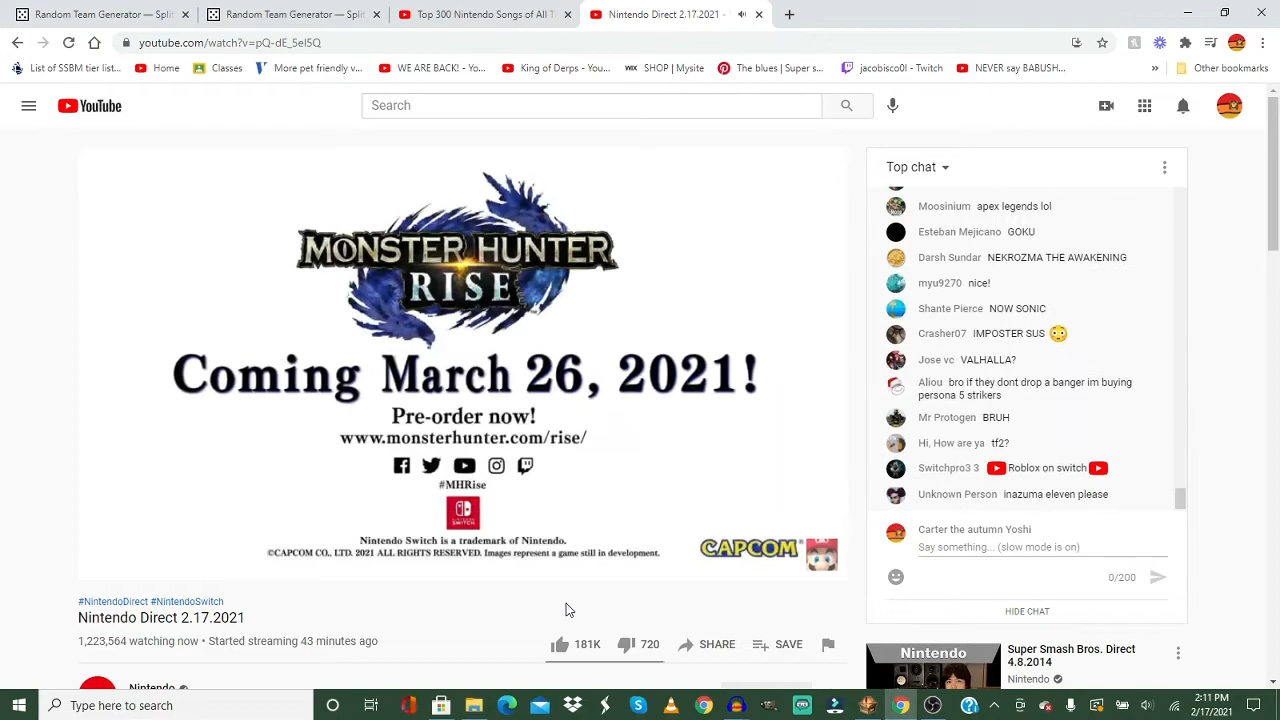 Random Team Generator — Split
Random Team Generator — Split
Top 300 Nintendo Songs of All T
Nintendo Direct 2.17.2021 -
youtube.com/watch?v=pQ-dE_5eI5Q
List of SSBM tier list...
Home
Classes
More pet friendly v...
WE ARE BACK! - Yo...
King of Derps - You...
WIX SHOP | Mysite
The blues | Super s...
jacobisco0l - Twitch
NEVER say BABUSH...
»
Other bookmarks
YouTube
Search
MONSTER HUNTER
RISE
Coming March 26, 2021!
Pre-order now!
www.monsterhunter.com/rise/
#MHRise
Nintendo Switch is a trademark of Nintendo.
©CAPCOM CO., LTD. 2021 ALL RIGHTS RESERVED. Images represent a game still in development.
CAPCOM
#NintendoDirect #NintendoSwitch
Nintendo Direct 2.17.2021
1,223,564 watching now • Started streaming 43 minutes ago
181K
720
SHARE
SAVE
Nintendo
Top chat
Moosinium apex legends lol
Esteban Mejicano GOKU
Darsh Sundar NEKROZMA THE AWAKENING
myu9270 nice!
Shante Pierce NOW SONIC
Crasher07 IMPOSTER SUS 😳
Jose vc VALHALLA?
Aliou bro if they dont drop a banger im buying
persona 5 strikers
Mr Protogen BRUH
Hi, How are ya tf2?
Switchpro3 3 Roblox on switch
Unknown Person inazuma eleven please
Carter the autumn Yoshi
Say something... (slow mode is on)
0/200
HIDE CHAT
Nintendo
Super Smash Bros. Direct
4.8.2014
Nintendo
Type here to search
2:11 PM
2/17/2021